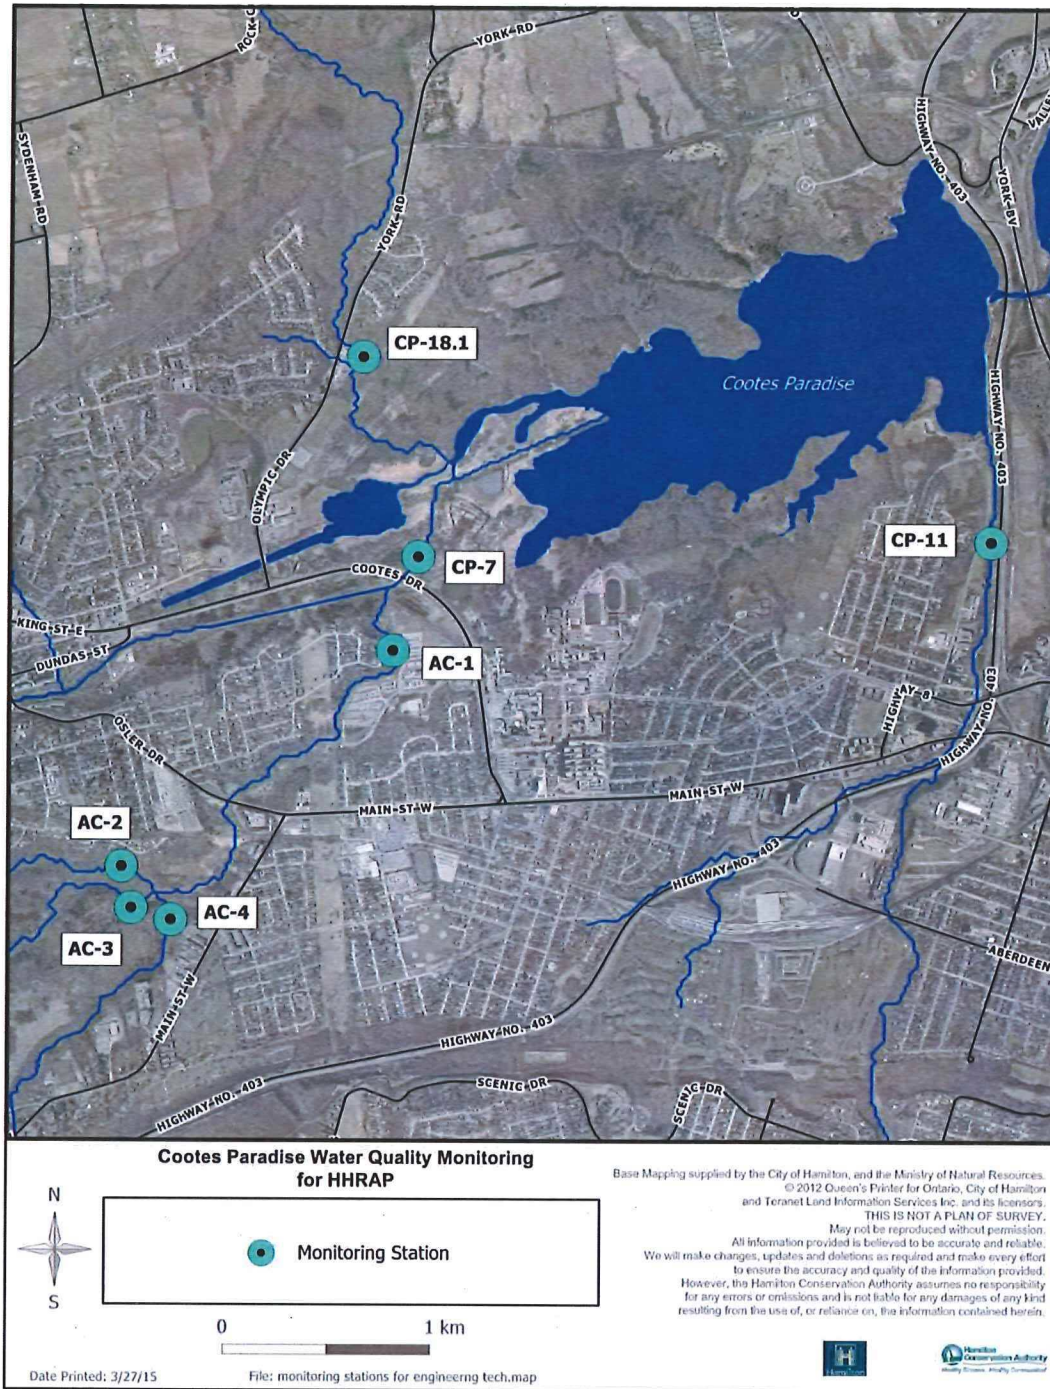 ROCK C
YORK RD
SYDENHAM RD
HIGHWAY NO. 403
VALLEY
YORK BV
YORK RD
CP-18.1
Cootes Paradise
HIGHWAY NO. 403
OLYMPIC DR
CP-11
CP-7
COOTES DR
KING ST E
DUNDAS ST
AC-1
HIGHWAY 8
HIGHWAY NO. 403
OSLER DR
MAIN ST W
MAIN ST W
AC-2
HIGHWAY NO. 403
AC-4
AC-3
ABERDEEN
MAIN ST W
HIGHWAY NO. 403
HIGHWAY NO. 403
SCENIC DR
SCENIC DR
Cootes Paradise Water Quality Monitoring
for HHRAP
N
S
Monitoring Station
0 1 km
Date Printed: 3/27/15
File: monitoring stations for engineerng tech.map
Base Mapping supplied by the City of Hamilton, and the Ministry of Natural Resources.
© 2012 Queen's Printer for Ontario, City of Hamilton
and Teranet Land Information Services Inc. and its licensors.
THIS IS NOT A PLAN OF SURVEY.
May not be reproduced without permission.
All information provided is believed to be accurate and reliable.
We will make changes, updates and deletions as required and make every effort
to ensure the accuracy and quality of the information provided.
However, the Hamilton Conservation Authority assumes no responsibility
for any errors or omissions and is not liable for any damages of any kind
resulting from the use of, or reliance on, the information contained herein.
Hamilton
Hamilton
Conservation Authority